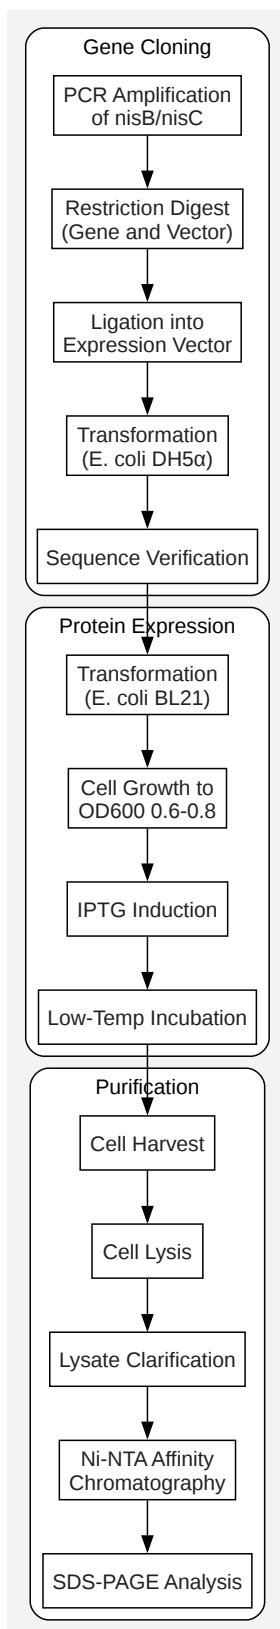 Gene Cloning
PCR Amplification
of nisB/nisC
Restriction Digest
(Gene and Vector)
Ligation into
Expression Vector
Transformation
(E. coli DH5α)
Sequence Verification
Protein Expression
Transformation
(E. coli BL21)
Cell Growth to
OD600 0.6-0.8
IPTG Induction
Low-Temp Incubation
Purification
Cell Harvest
Cell Lysis
Lysate Clarification
Ni-NTA Affinity
Chromatography
SDS-PAGE Analysis